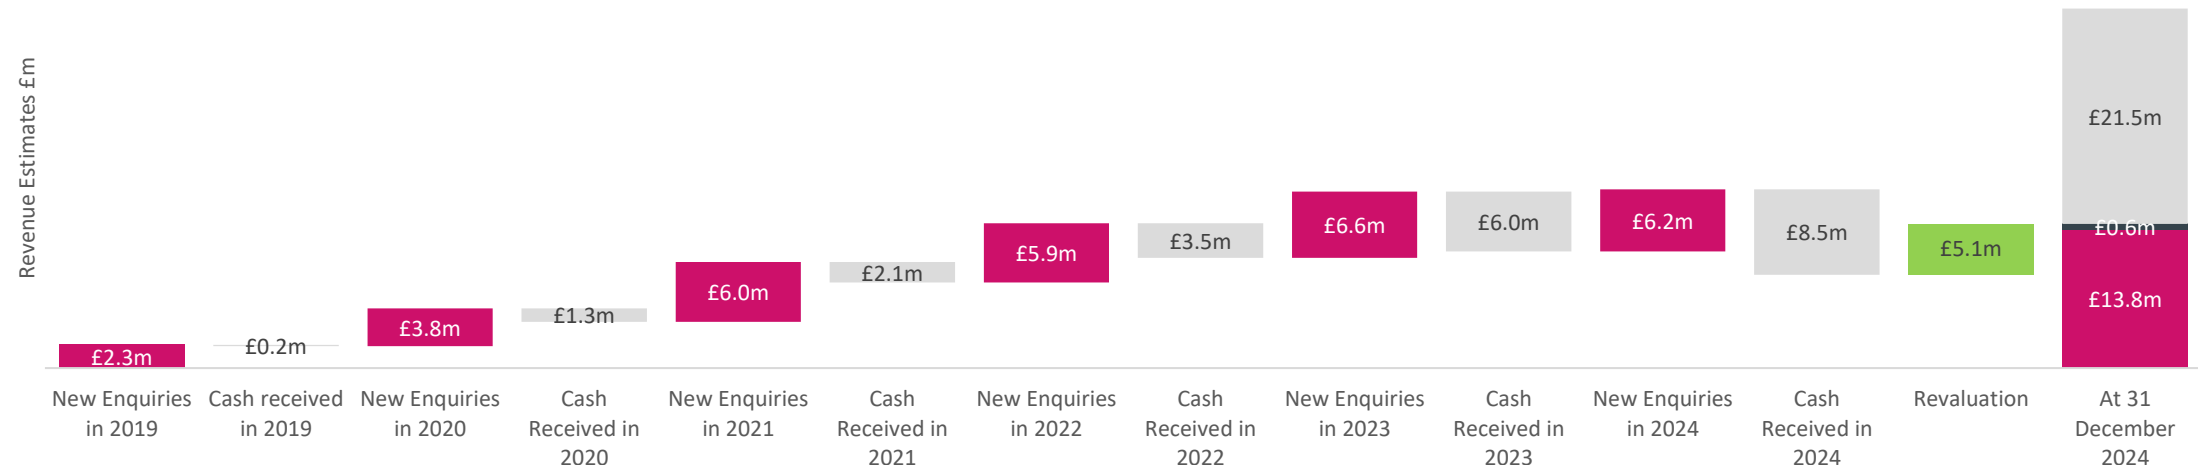 Revenue Estimates £m
£2.3m
£0.2m
£3.8m
£1.3m
£6.0m
£2.1m
£5.9m
£3.5m
£6.6m
£6.0m
£6.2m
£8.5m
£5.1m
£21.5m
£0.6m
£13.8m
New Enquiries
in 2019
Cash received
in 2019
New Enquiries
in 2020
Cash
Received in
2020
New Enquiries
in 2021
Cash
Received in
2021
New Enquiries
in 2022
Cash
Received in
2022
New Enquiries
in 2023
Cash
Received in
2023
New Enquiries
in 2024
Cash
Received in
2024
Revaluation
At 31
December
2024